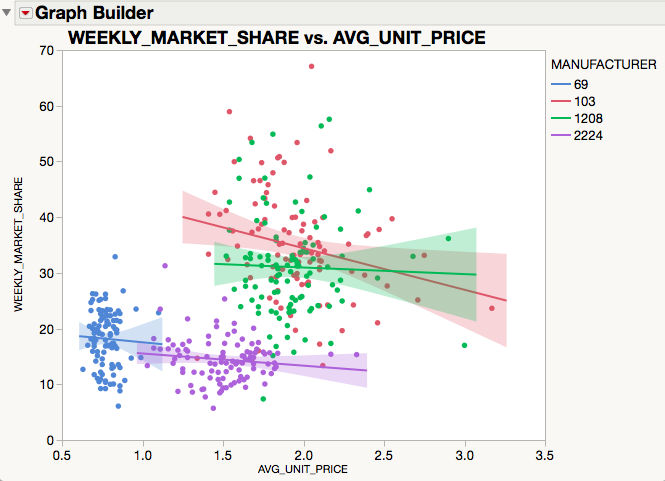 Graph Builder
WEEKLY_MARKET_SHARE vs. AVG_UNIT_PRICE
MANUFACTURER
69
103
1208
2224
WEEKLY_MARKET_SHARE
70
60
50
40
30
20
10
0
0.5 1.0 1.5 2.0 2.5 3.0 3.5
AVG_UNIT_PRICE